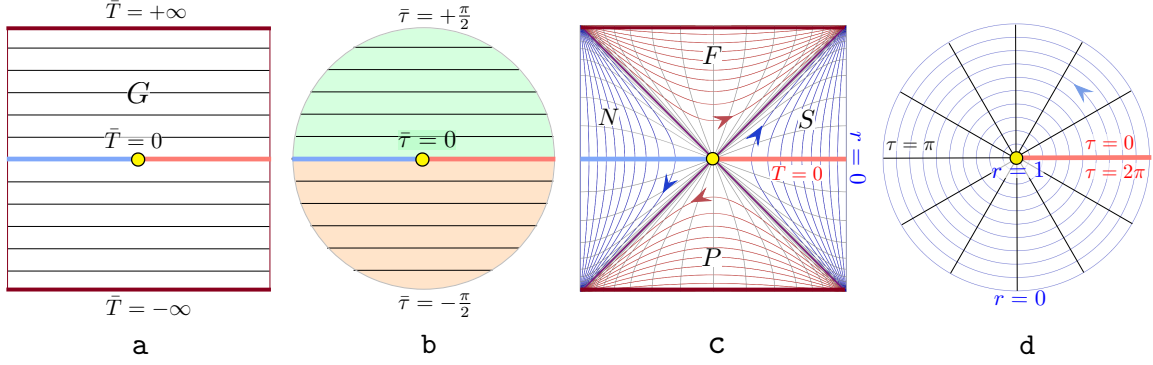 T̄ = +∞
G
T̄ = 0
T̄ = −∞
a
τ̄ = +π/2
τ̄ = 0
τ̄ = −π/2
b
F
N
S
T = 0
r = 0
P
c
τ = π
τ = 0
τ = 2π
r = 1
r = 0
d